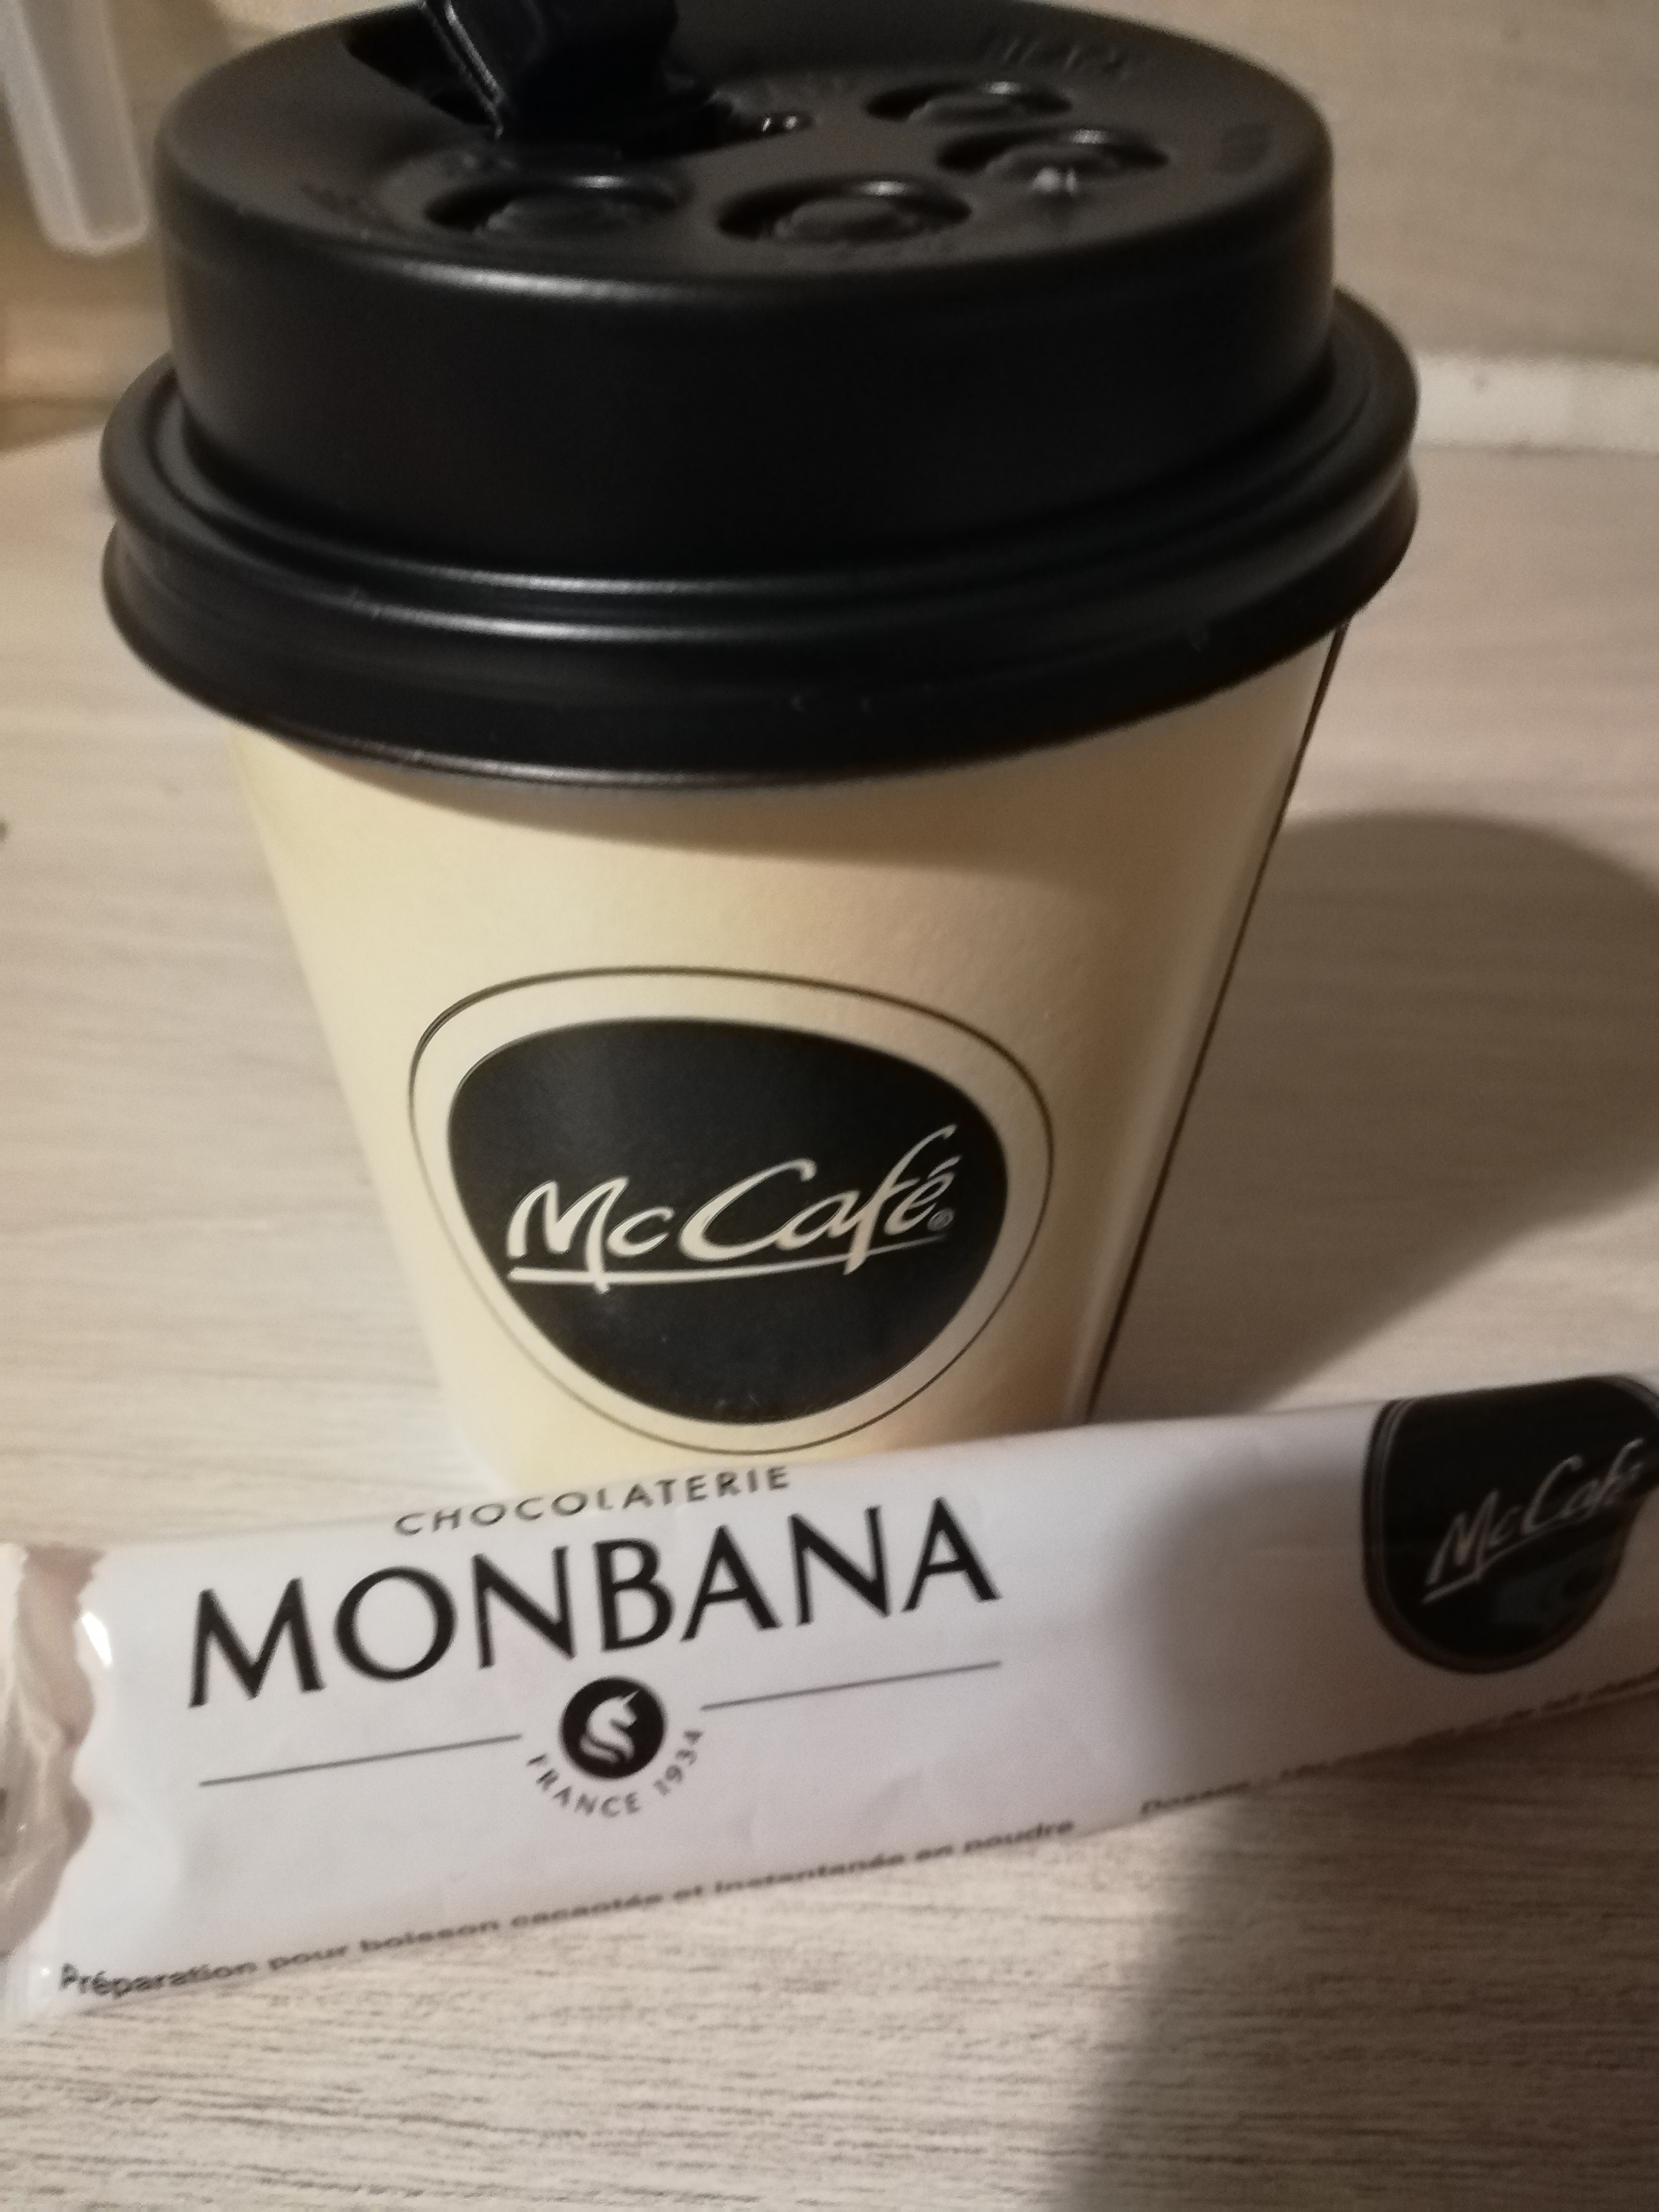 McCafé®
CHOCOLATERIE
MONBANA
FRANCE 1934
McCafé
Préparation pour boisson cacaotée et instantanée en poudre